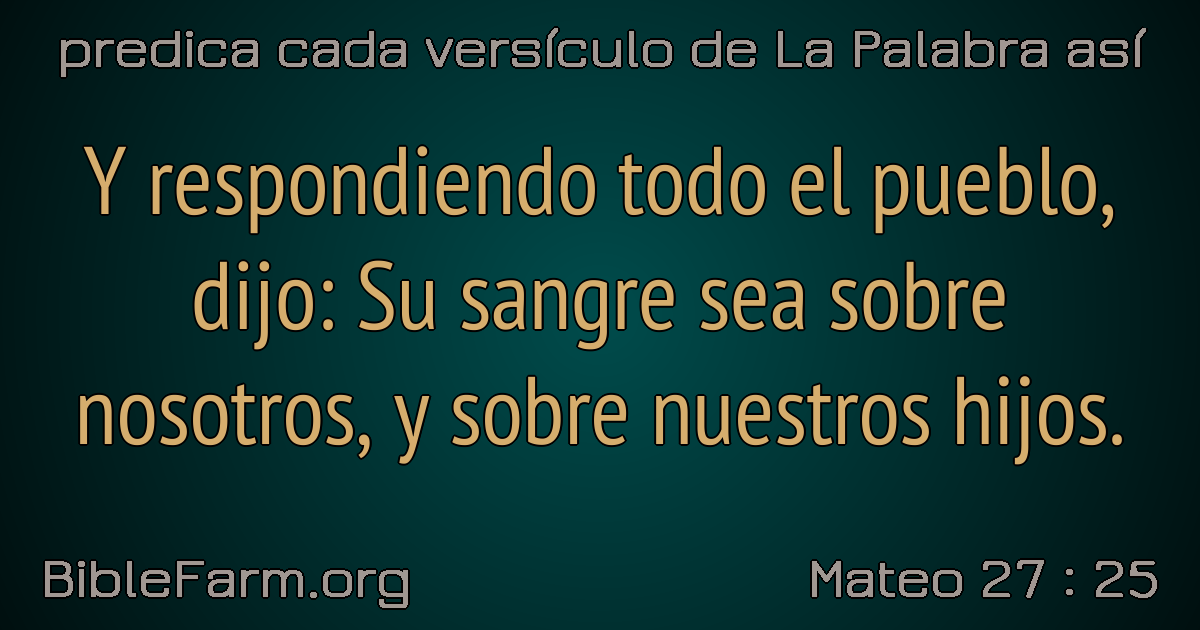 predica cada versículo de La Palabra así
Y respondiendo todo el pueblo,
dijo: Su sangre sea sobre
nosotros, y sobre nuestros hijos.
BibleFarm.org
Mateo 27 : 25